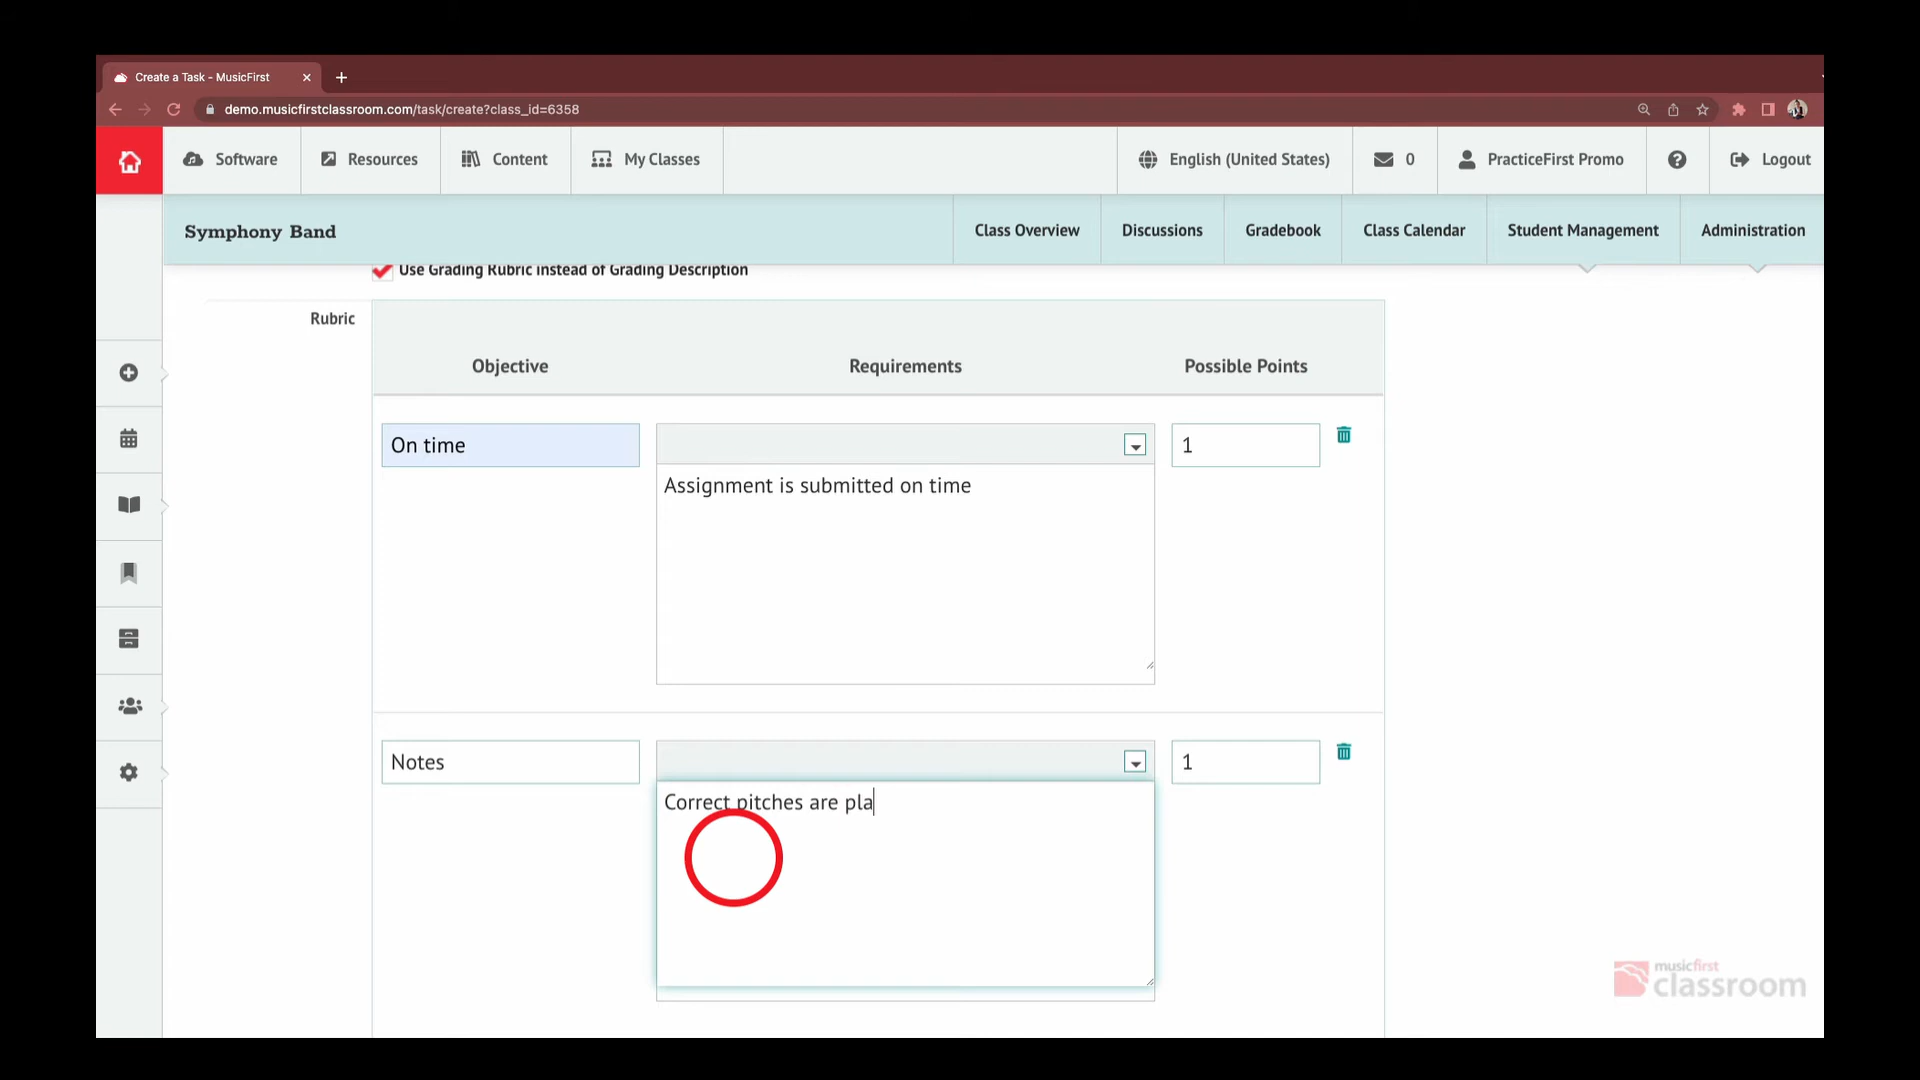 Create a Task - MusicFirst
demo.musicfirstclassroom.com/task/create?class_id=6358
Software
Resources
Content
My Classes
English (United States)
0
PracticeFirst Promo
Logout
Symphony Band
Class Overview
Discussions
Gradebook
Class Calendar
Student Management
Administration
Use Grading Rubric instead of Grading Description
Rubric
Objective
Requirements
Possible Points
On time
1
Assignment is submitted on time
Notes
1
Correct pitches are pla
musicfirst
classroom